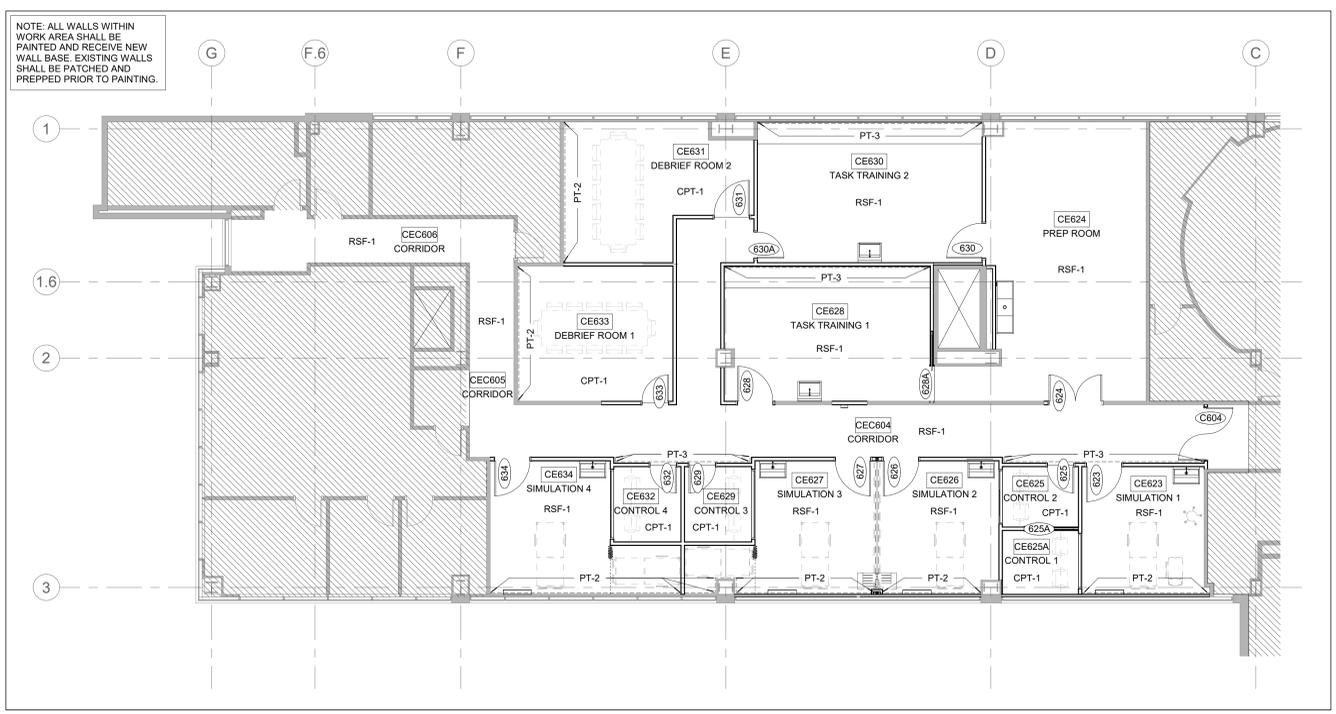 NOTE: ALL WALLS WITHIN
WORK AREA SHALL BE
PAINTED AND RECEIVE NEW
WALL BASE. EXISTING WALLS
SHALL BE PATCHED AND
PREPPED PRIOR TO PAINTING.
G
F.6
F
E
D
C
1
1.6
2
3
CE631
DEBRIEF ROOM 2
CPT-1
PT-2
631
PT-3
CE630
TASK TRAINING 2
RSF-1
630A
630
CE624
PREP ROOM
RSF-1
RSF-1
CEC606
CORRIDOR
RSF-1
CEC605
CORRIDOR
PT-2
CE633
DEBRIEF ROOM 1
CPT-1
633
PT-3
CE628
TASK TRAINING 1
RSF-1
628
628A
624
C604
CEC604
CORRIDOR
RSF-1
PT-3
PT-3
634
CE634
SIMULATION 4
RSF-1
PT-2
632
CE632
CONTROL 4
CPT-1
629
CE629
CONTROL 3
CPT-1
CE627
SIMULATION 3
RSF-1
PT-2
627
626
CE626
SIMULATION 2
RSF-1
PT-2
CE625
CONTROL 2
CPT-1
625
625A
CE625A
CONTROL 1
CPT-1
623
CE623
SIMULATION 1
RSF-1
PT-2